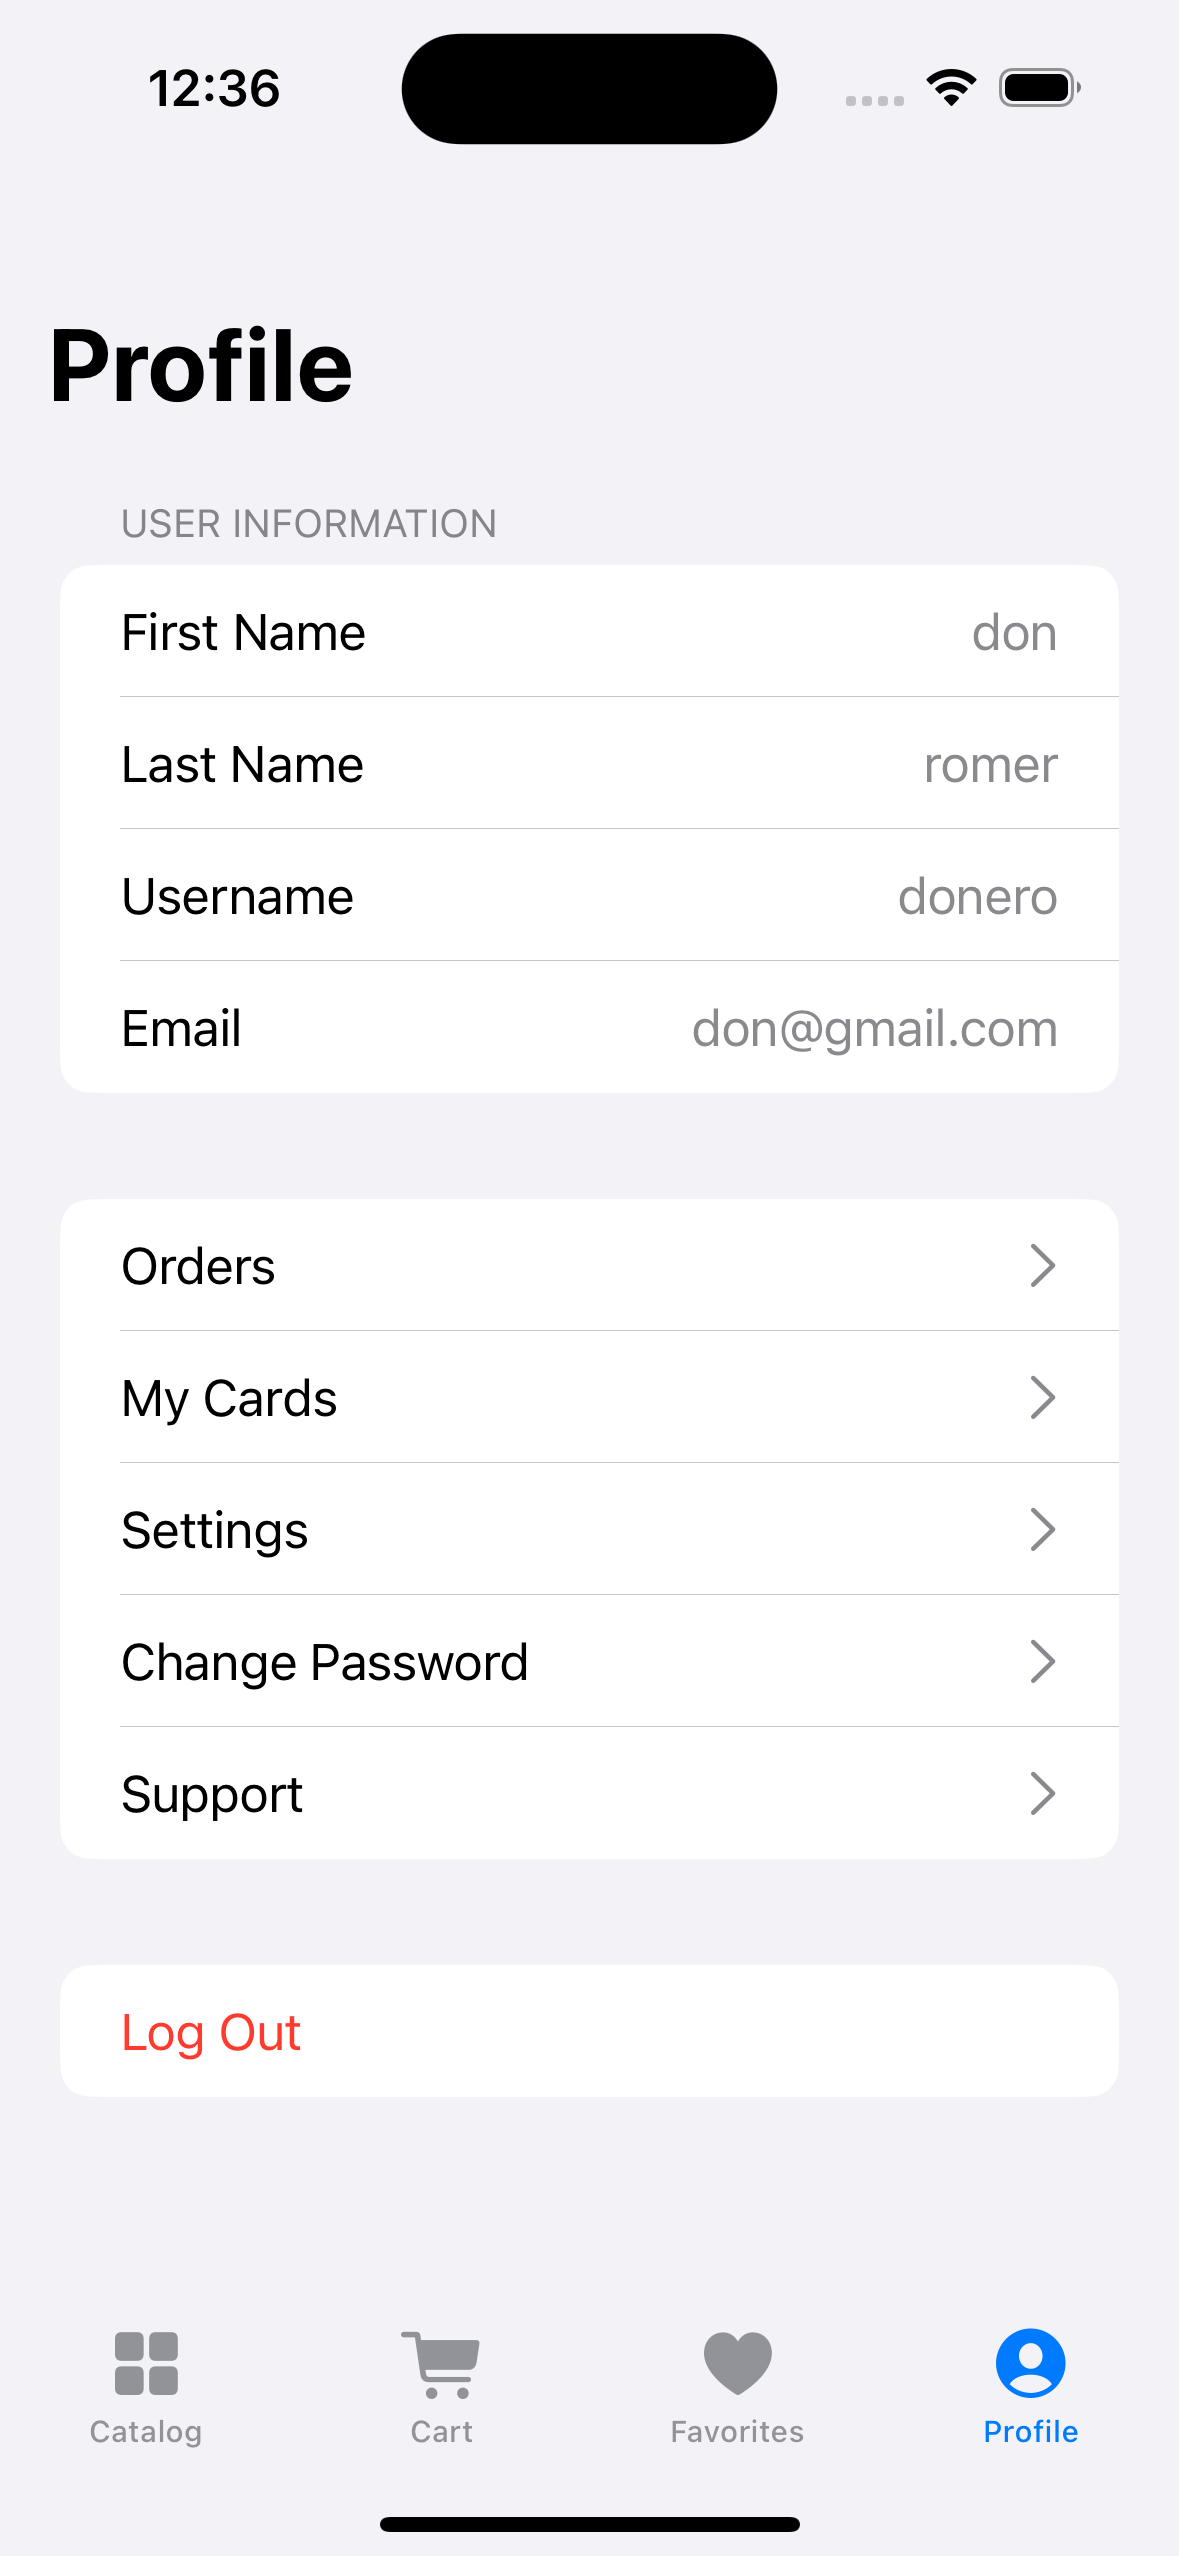 12:36
Profile
USER INFORMATION
First Name don
Last Name romer
Username donero
Email don@gmail.com
Orders
My Cards
Settings
Change Password
Support
Log Out
Catalog Cart Favorites Profile